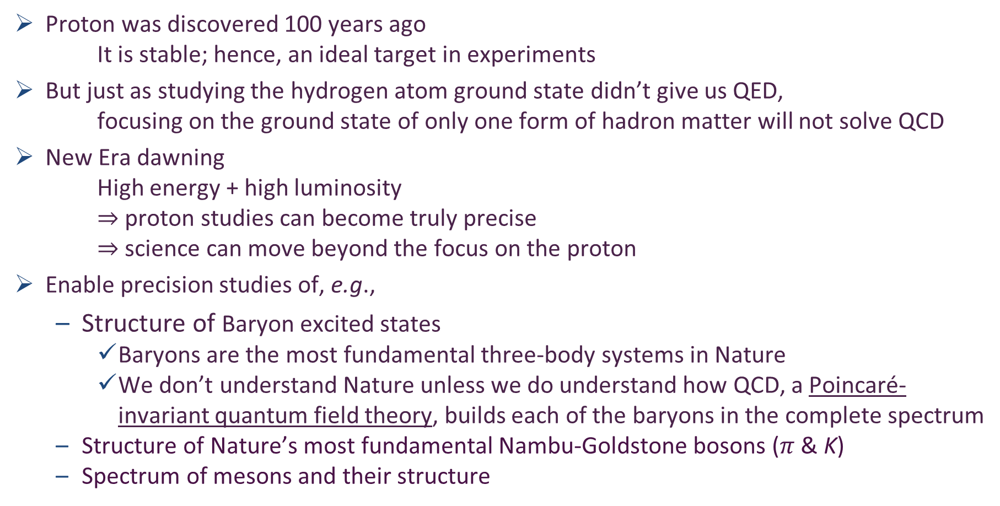 ➢ Proton was discovered 100 years ago
It is stable; hence, an ideal target in experiments
➢ But just as studying the hydrogen atom ground state didn’t give us QED,
focusing on the ground state of only one form of hadron matter will not solve QCD
➢ New Era dawning
High energy + high luminosity
⇒ proton studies can become truly precise
⇒ science can move beyond the focus on the proton
➢ Enable precision studies of, e.g.,
– Structure of Baryon excited states
✓Baryons are the most fundamental three-body systems in Nature
✓We don’t understand Nature unless we do understand how QCD, a Poincaré-
invariant quantum field theory, builds each of the baryons in the complete spectrum
– Structure of Nature’s most fundamental Nambu-Goldstone bosons (π & K)
– Spectrum of mesons and their structure